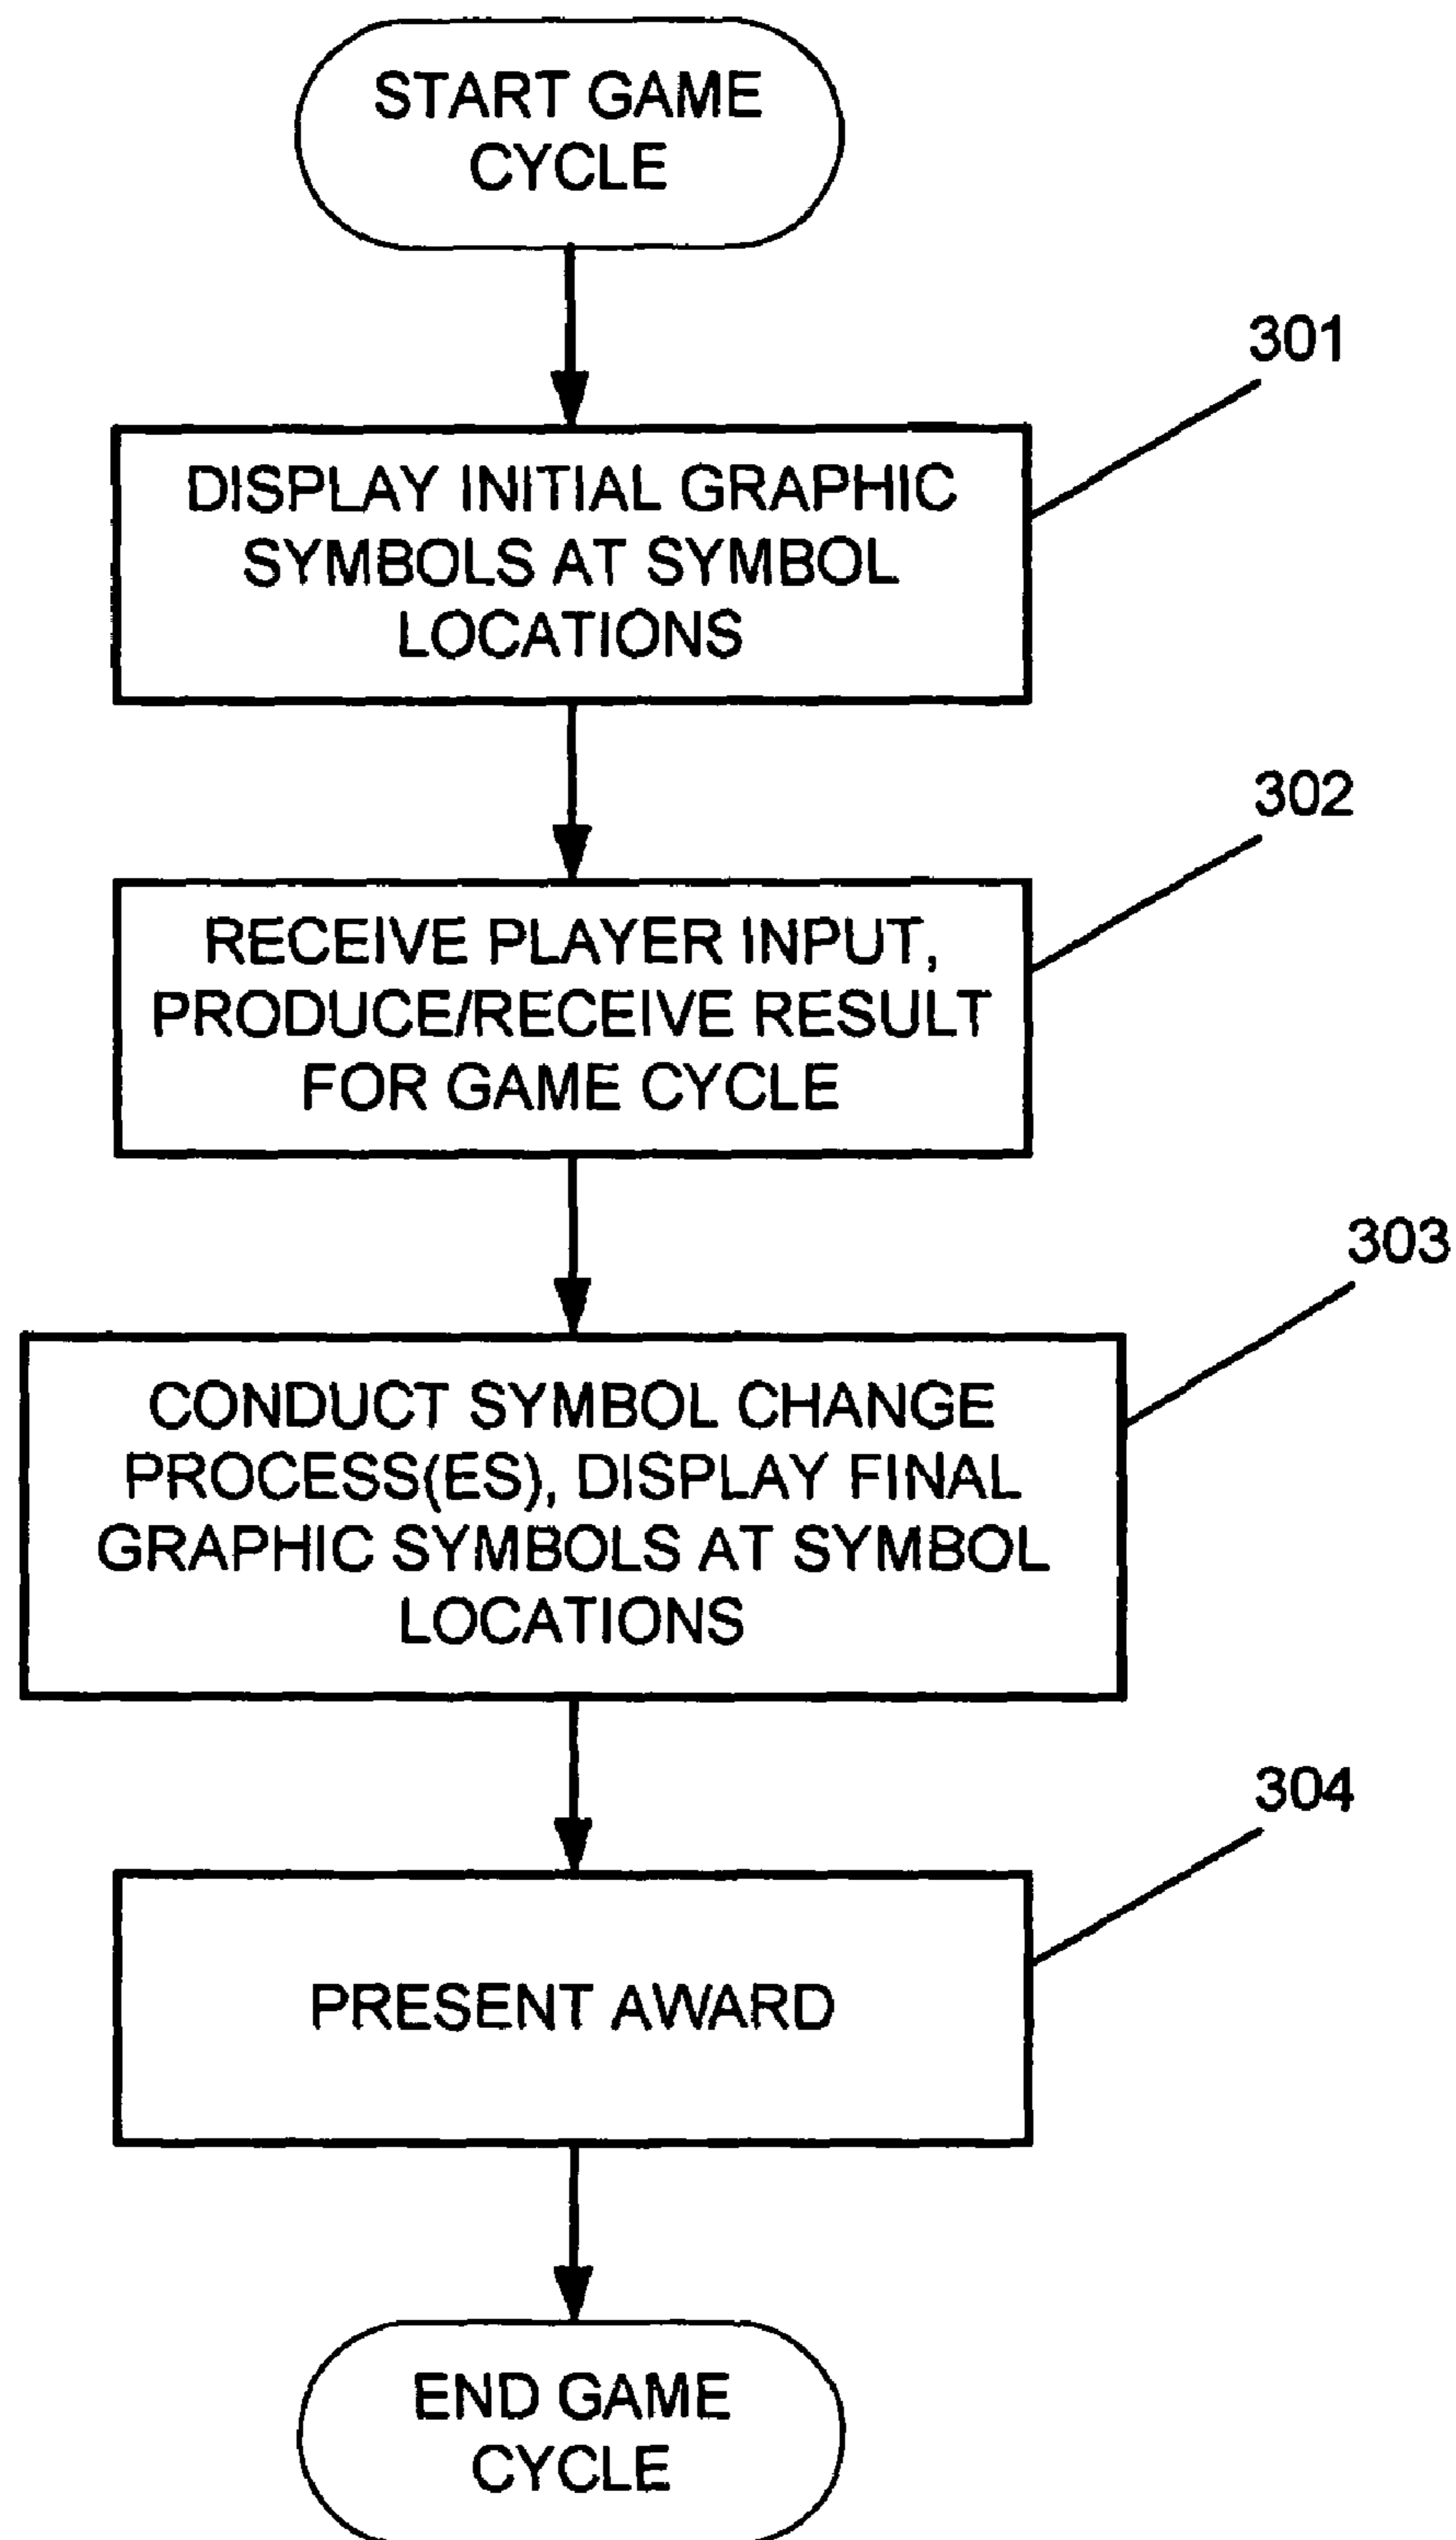 START GAME
CYCLE
301
DISPLAY INITIAL GRAPHIC
SYMBOLS AT SYMBOL
LOCATIONS
302
RECEIVE PLAYER INPUT,
PRODUCE/RECEIVE RESULT
FOR GAME CYCLE
303
CONDUCT SYMBOL CHANGE
PROCESS(ES), DISPLAY FINAL
GRAPHIC SYMBOLS AT SYMBOL
LOCATIONS
304
PRESENT AWARD
END GAME
CYCLE